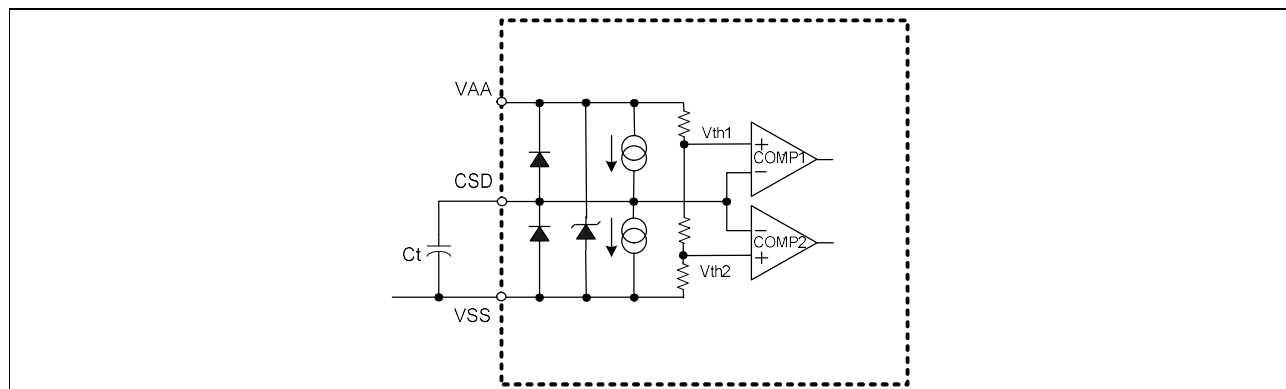 VAA
Vth1
+
COMP1
−
CSD
−
COMP2
Ct
+
Vth2
VSS